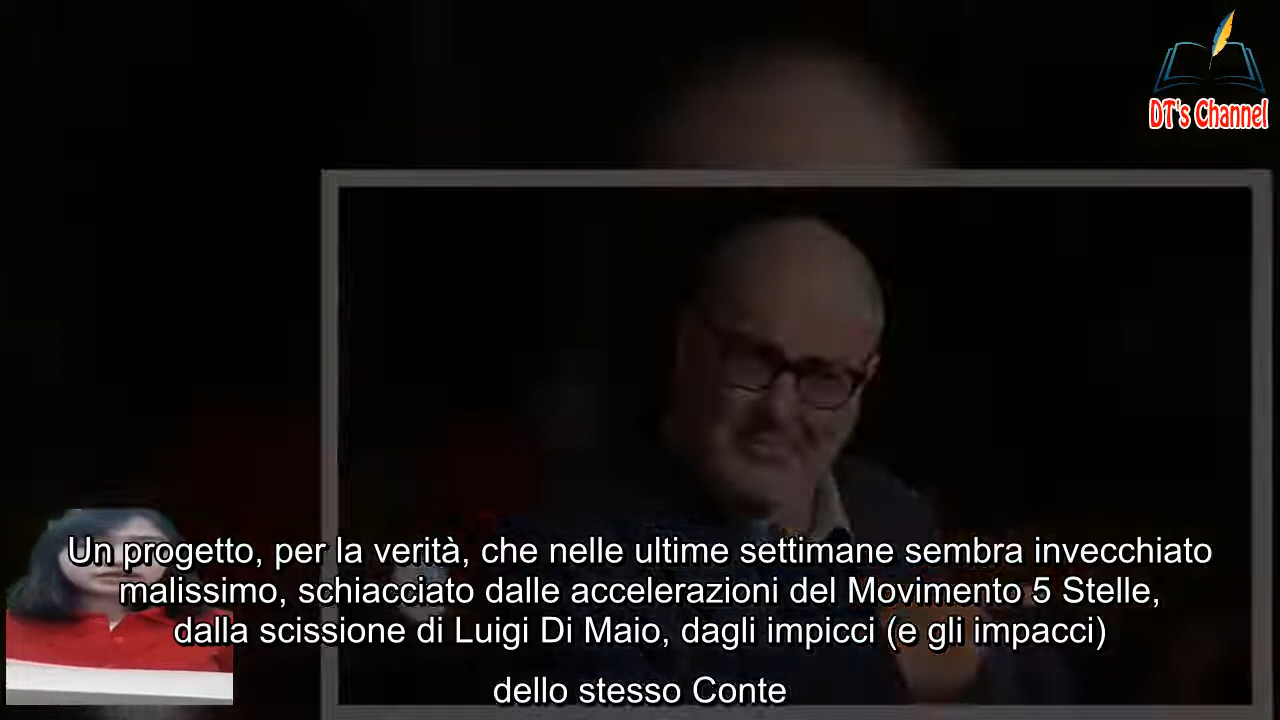 DT's Channel
Un progetto, per la verità, che nelle ultime settimane sembra invecchiato
malissimo, schiacciato dalle accelerazioni del Movimento 5 Stelle,
dalla scissione di Luigi Di Maio, dagli impicci (e gli impacci)
dello stesso Conte